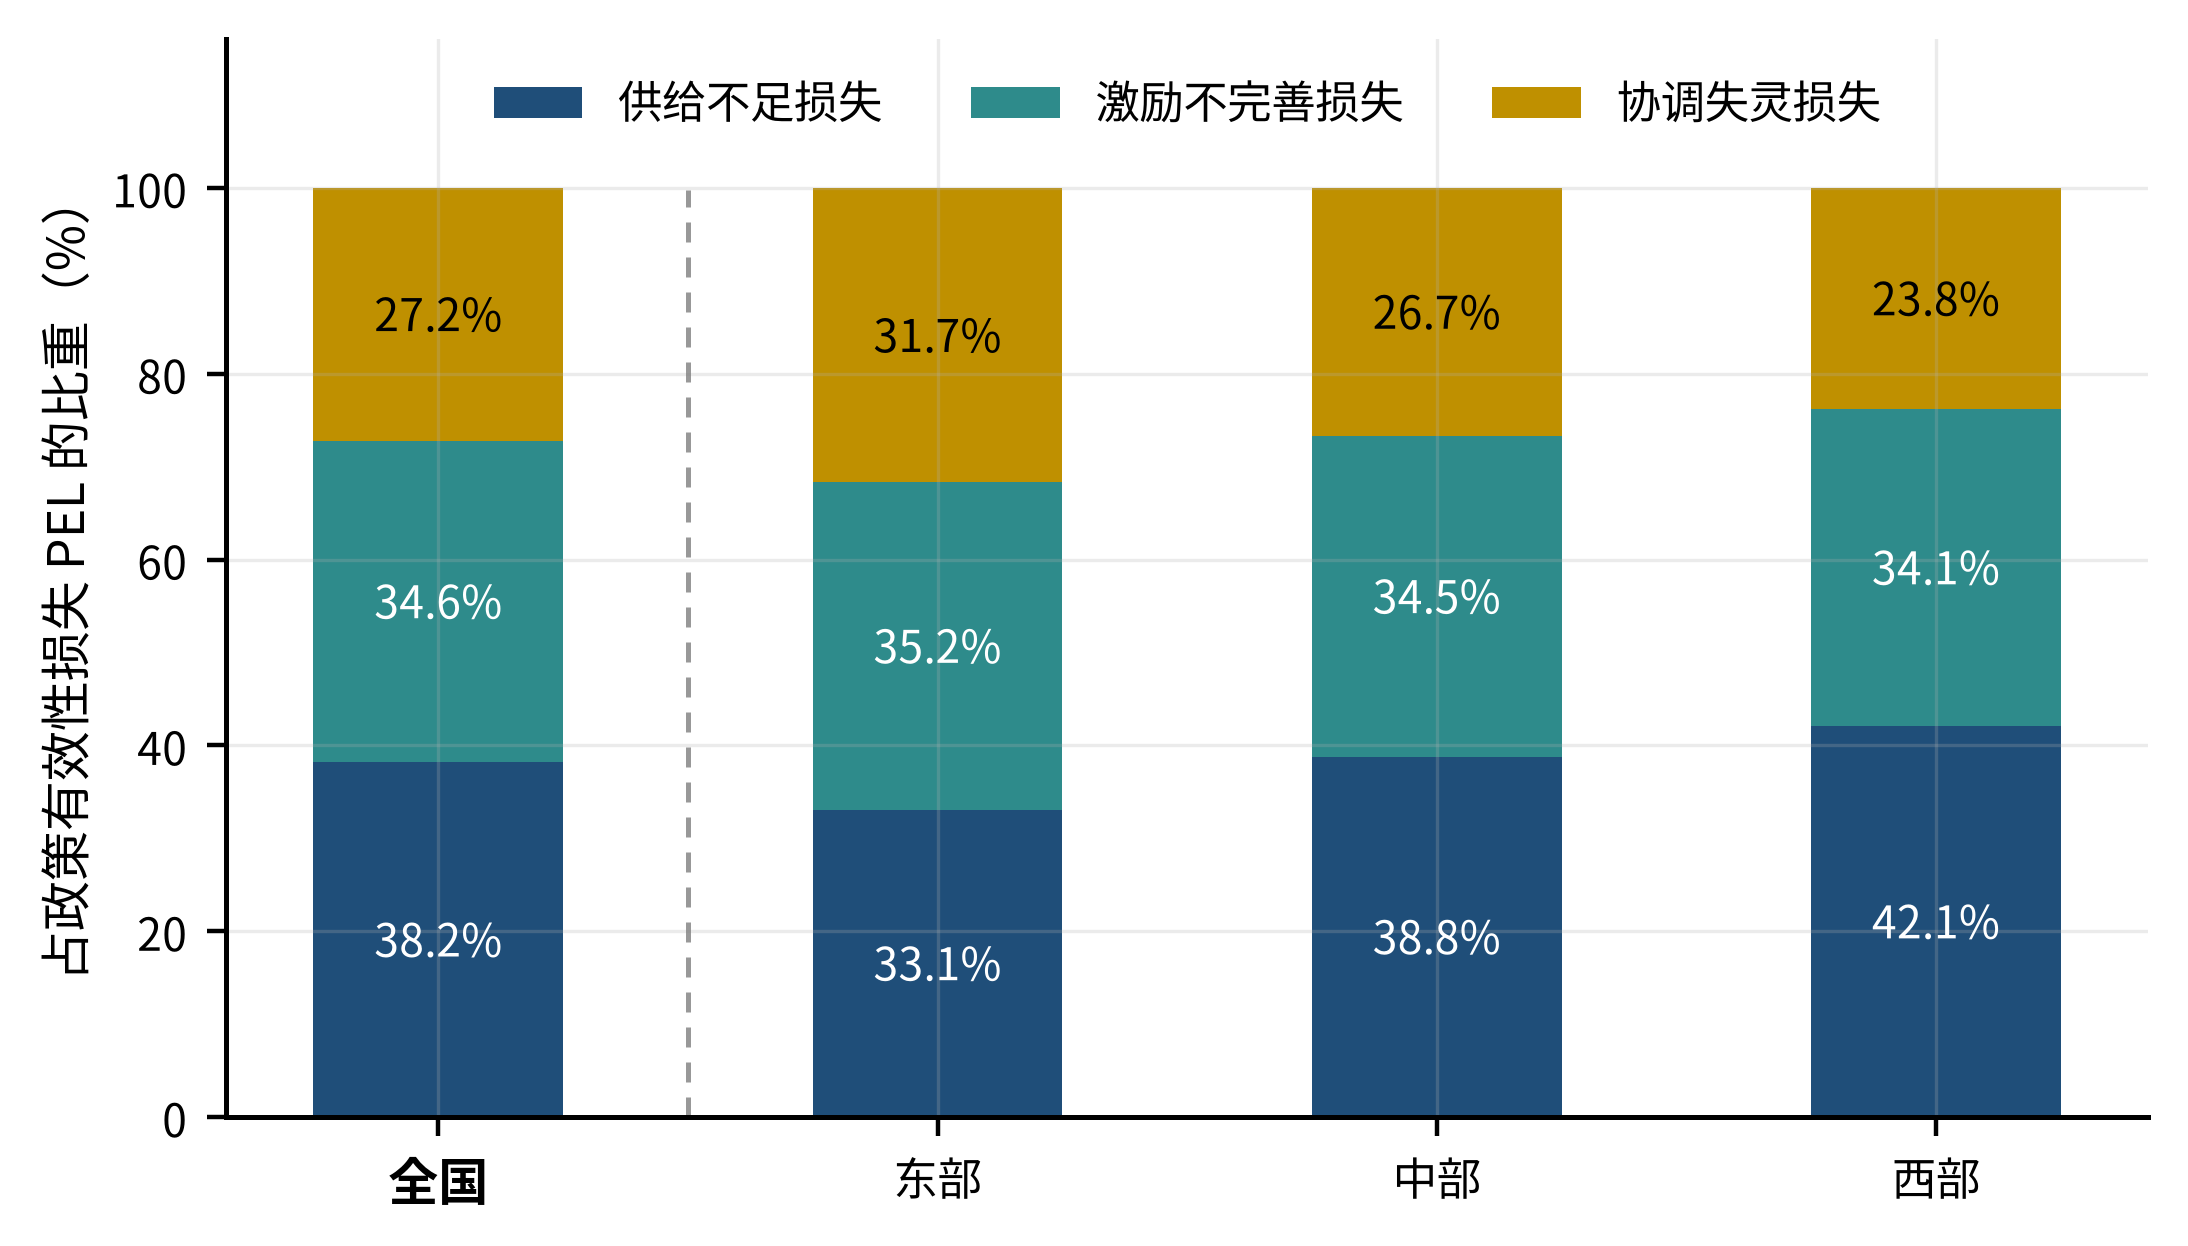 供给不足损失 激励不完善损失 协调失灵损失
占政策有效性损失 PEL 的比重（%）
100
80
60
40
20
0
27.2% 31.7% 26.7% 23.8%
34.6% 35.2% 34.5% 34.1%
38.2% 33.1% 38.8% 42.1%
全国 东部 中部 西部